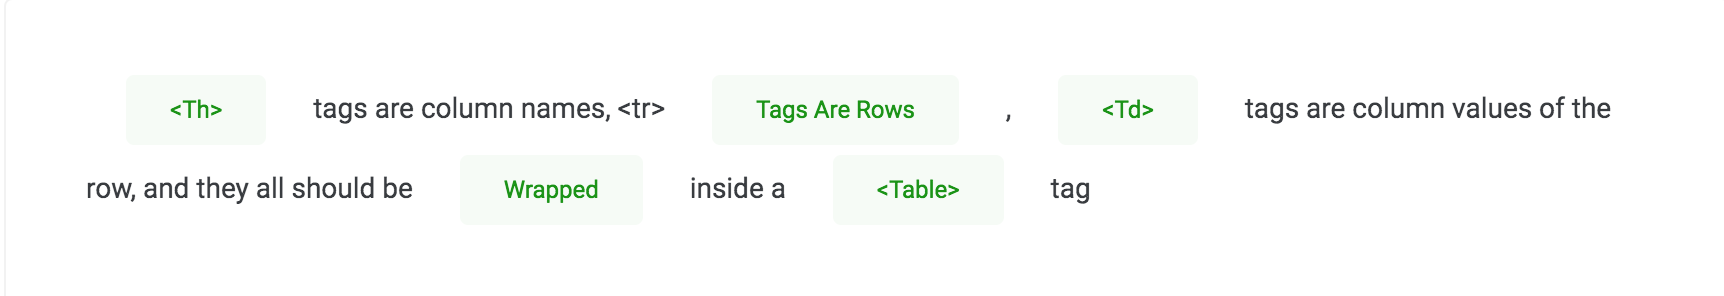 <Th> tags are column names, <tr> Tags Are Rows , <Td> tags are column values of the
row, and they all should be Wrapped inside a <Table> tag